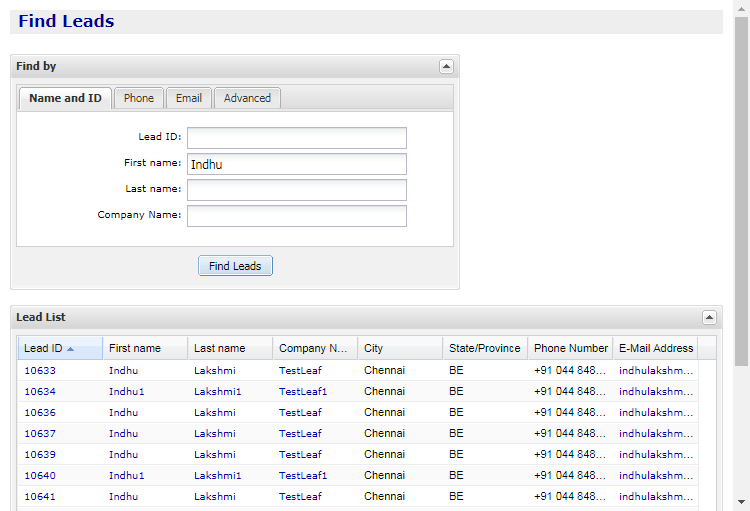 Find Leads
Find by
Name and ID Phone Email Advanced
Lead ID:
First name: Indhu
Last name:
Company Name:
Find Leads
Lead List
Lead ID First name Last name Company N... City State/Province Phone Number E-Mail Address
10633 Indhu Lakshmi TestLeaf Chennai BE +91 044 848... indhulakshm...
10634 Indhu1 Lakshmi1 TestLeaf1 Chennai BE +91 044 848... indhulakshm...
10636 Indhu Lakshmi TestLeaf Chennai BE +91 044 848... indhulakshm...
10637 Indhu Lakshmi TestLeaf Chennai BE +91 044 848... indhulakshm...
10639 Indhu Lakshmi TestLeaf Chennai BE +91 044 848... indhulakshm...
10640 Indhu1 Lakshmi1 TestLeaf1 Chennai BE +91 044 848... indhulakshm...
10641 Indhu Lakshmi TestLeaf Chennai BE +91 044 848... indhulakshm...